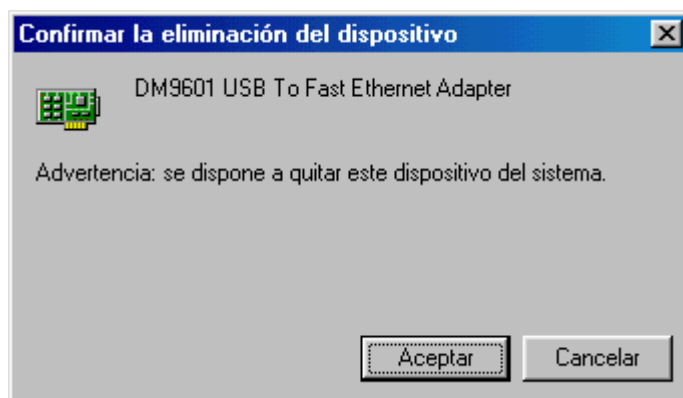 Confirmar la eliminación del dispositivo
DM9601 USB To Fast Ethernet Adapter
Advertencia: se dispone a quitar este dispositivo del sistema.
Aceptar
Cancelar